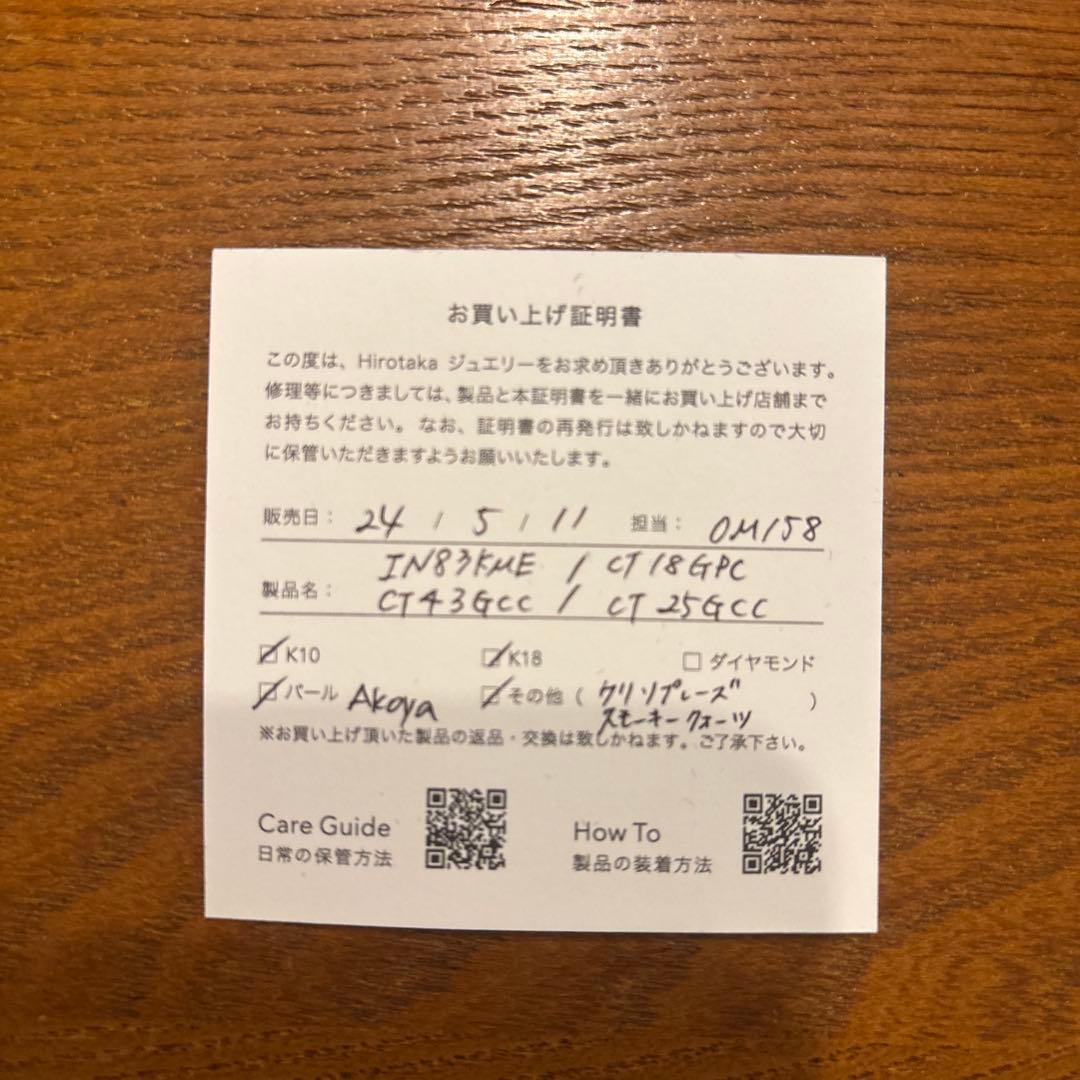 お買い上げ証明書
この度は、Hirotaka ジュエリーをお求め頂きありがとうございます。
修理等につきましては、製品と本証明書を一緒にお買い上げ店舗まで
お持ちください。なお、証明書の再発行は致しかねますので大切
に保管いただきますようお願いいたします。
販売日： 24 / 5 / 11 担当： OM158
IN83KME / CT18GPC
製品名： CT43GCC / CT25GCC
☑ K10 ☑ K18 □ ダイヤモンド
☑ パール Akoya ☑ その他（ クリソプレーズ ）
スモーキークォーツ
※お買い上げ頂いた製品の返品・交換は致しかねます。ご了承下さい。
Care Guide
日常の保管方法
How To
製品の装着方法